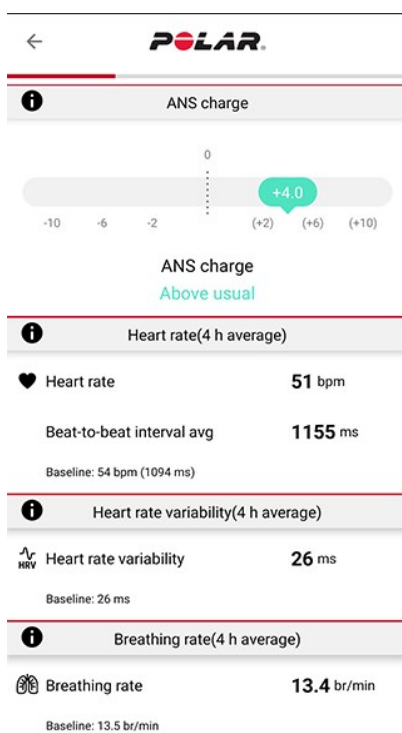 POLAR.
ANS charge
0
+4.0
-10 -6 -2 (+2) (+6) (+10)
ANS charge
Above usual
Heart rate(4 h average)
Heart rate 51 bpm
Beat-to-beat interval avg 1155 ms
Baseline: 54 bpm (1094 ms)
Heart rate variability(4 h average)
HRV Heart rate variability 26 ms
Baseline: 26 ms
Breathing rate(4 h average)
Breathing rate 13.4 br/min
Baseline: 13.5 br/min